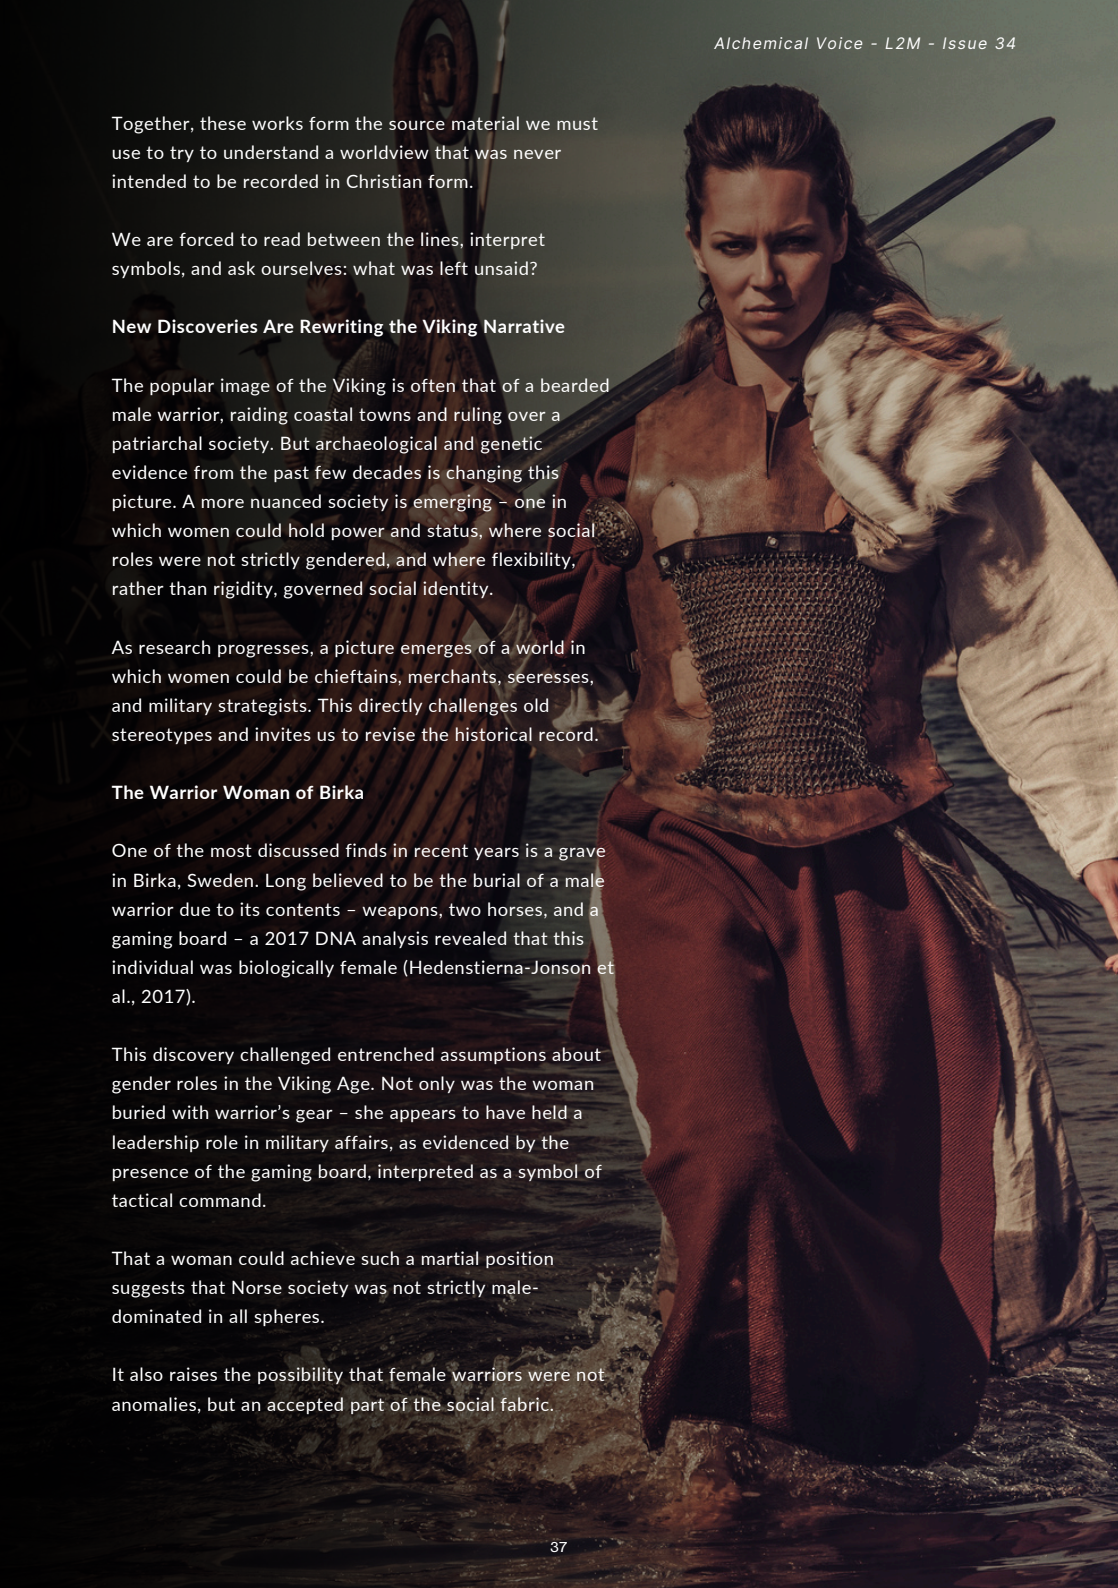 Alchemical Voice - L2M - Issue 34
Together, these works form the source material we must
use to try to understand a worldview that was never
intended to be recorded in Christian form.
We are forced to read between the lines, interpret
symbols, and ask ourselves: what was left unsaid?
New Discoveries Are Rewriting the Viking Narrative
The popular image of the Viking is often that of a bearded
male warrior, raiding coastal towns and ruling over a
patriarchal society. But archaeological and genetic
evidence from the past few decades is changing this
picture. A more nuanced society is emerging – one in
which women could hold power and status, where social
roles were not strictly gendered, and where flexibility,
rather than rigidity, governed social identity.
As research progresses, a picture emerges of a world in
which women could be chieftains, merchants, seeresses,
and military strategists. This directly challenges old
stereotypes and invites us to revise the historical record.
The Warrior Woman of Birka
One of the most discussed finds in recent years is a grave
in Birka, Sweden. Long believed to be the burial of a male
warrior due to its contents – weapons, two horses, and a
gaming board – a 2017 DNA analysis revealed that this
individual was biologically female (Hedenstierna-Jonson et
al., 2017).
This discovery challenged entrenched assumptions about
gender roles in the Viking Age. Not only was the woman
buried with warrior’s gear – she appears to have held a
leadership role in military affairs, as evidenced by the
presence of the gaming board, interpreted as a symbol of
tactical command.
That a woman could achieve such a martial position
suggests that Norse society was not strictly male-
dominated in all spheres.
It also raises the possibility that female warriors were not
anomalies, but an accepted part of the social fabric.
37